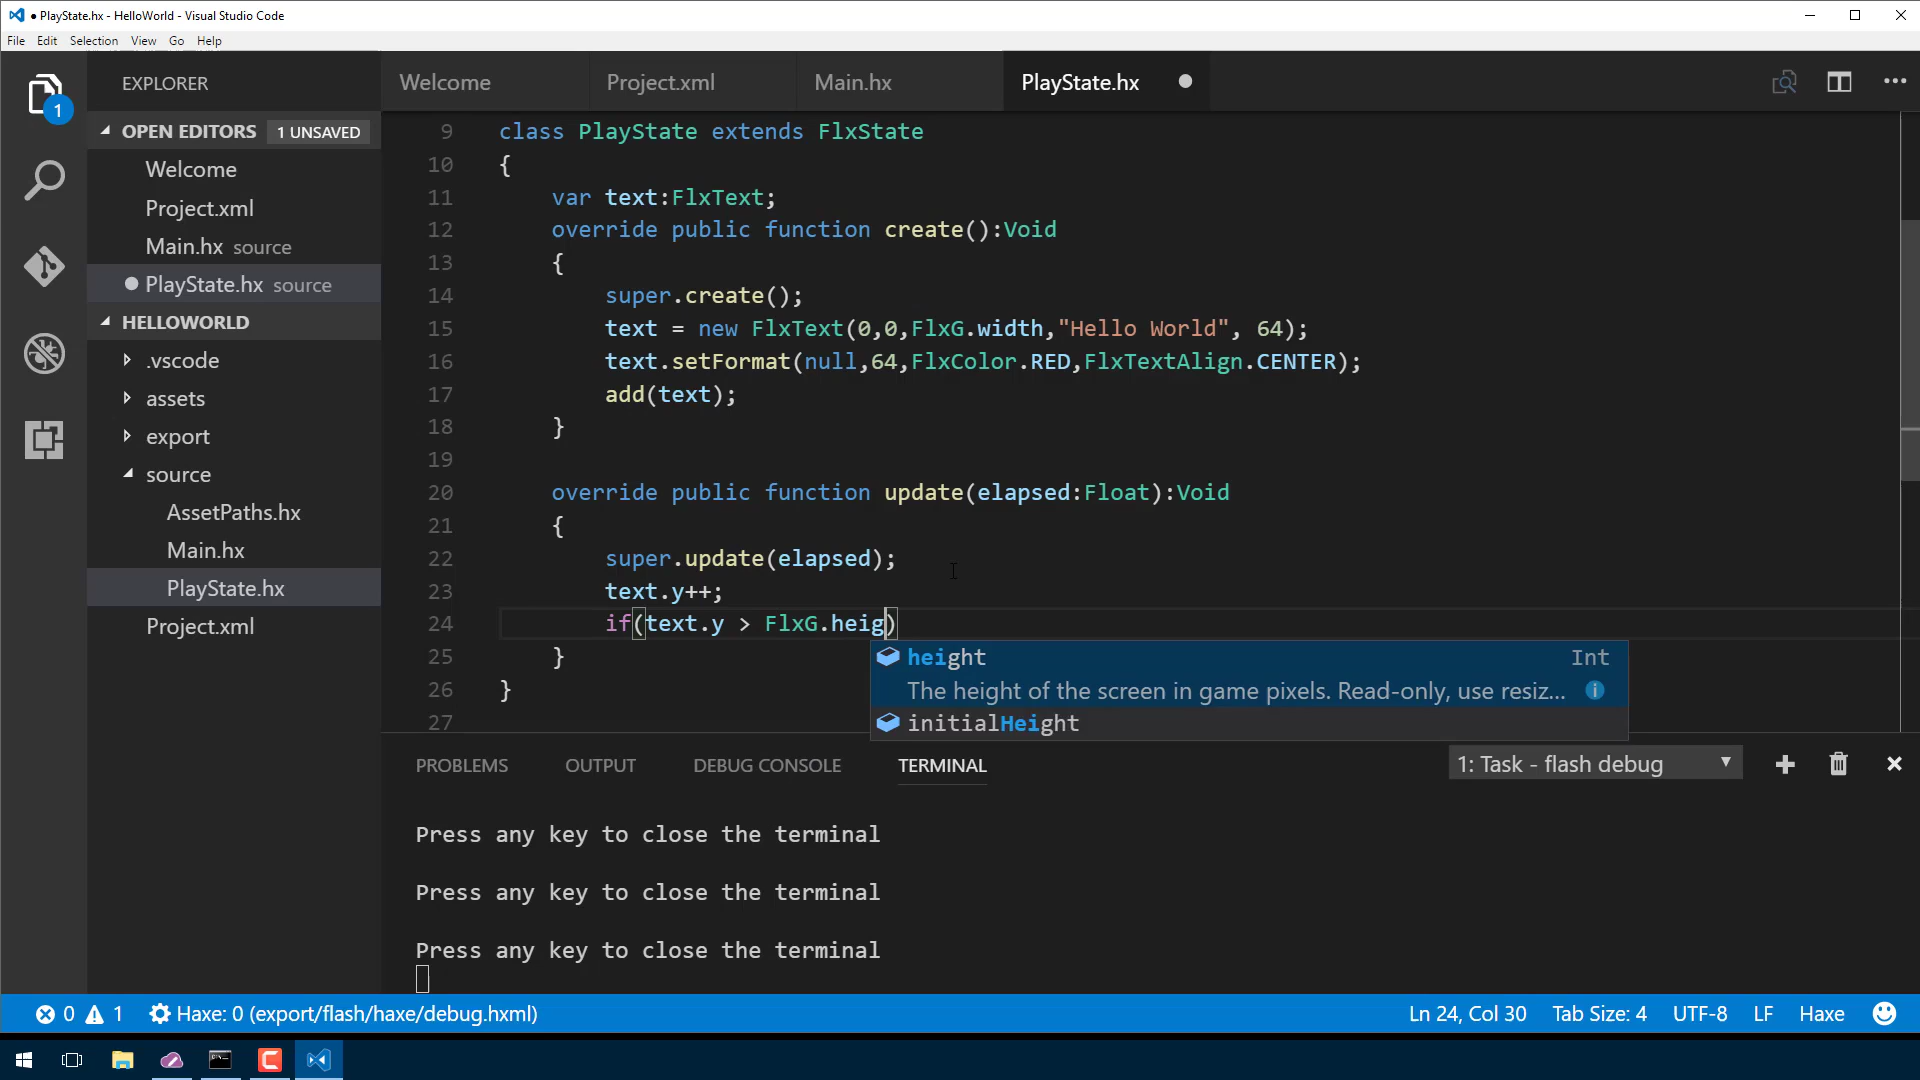 ● PlayState.hx - HelloWorld - Visual Studio Code
File Edit Selection View Go Help
1
EXPLORER
OPEN EDITORS 1 UNSAVED
Welcome
Project.xml
Main.hx source
PlayState.hx source
HELLOWORLD
.vscode
assets
export
source
AssetPaths.hx
Main.hx
PlayState.hx
Project.xml
Welcome Project.xml Main.hx PlayState.hx
9 class PlayState extends FlxState
10 {
11 var text:FlxText;
12 override public function create():Void
13 {
14 super.create();
15 text = new FlxText(0,0,FlxG.width,"Hello World", 64);
16 text.setFormat(null,64,FlxColor.RED,FlxTextAlign.CENTER);
17 add(text);
18 }
19
20 override public function update(elapsed:Float):Void
21 {
22 super.update(elapsed);
23 text.y++;
24 if(text.y > FlxG.heig)
25 }
26 }
27
height Int
The height of the screen in game pixels. Read-only, use resiz...
initialHeight
PROBLEMS OUTPUT DEBUG CONSOLE TERMINAL 1: Task - flash debug
Press any key to close the terminal
Press any key to close the terminal
Press any key to close the terminal
0 1 Haxe: 0 (export/flash/haxe/debug.hxml) Ln 24, Col 30 Tab Size: 4 UTF-8 LF Haxe